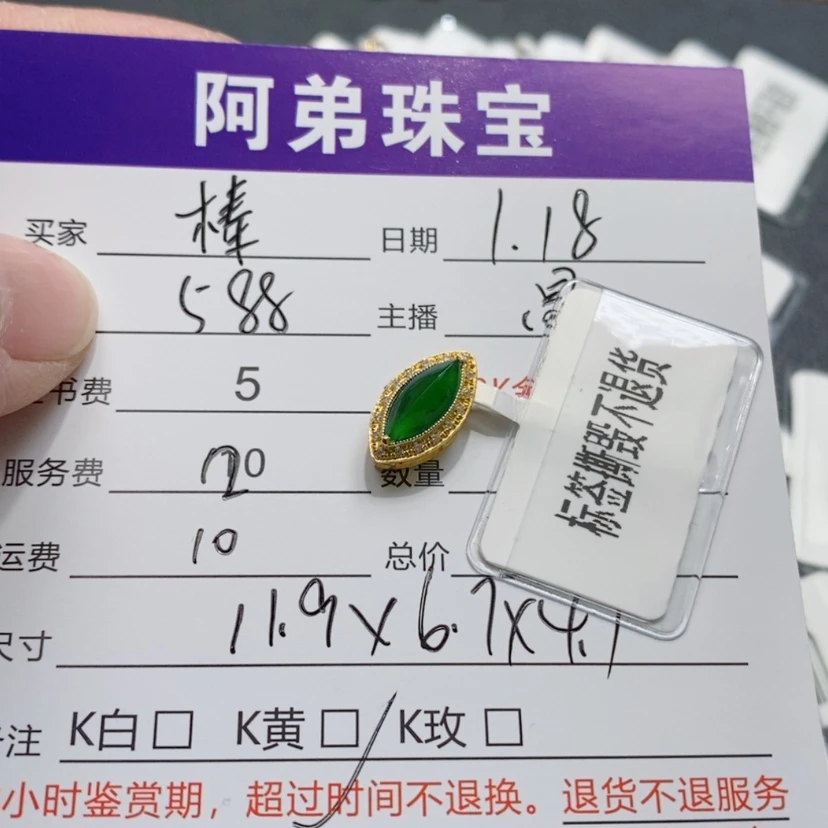 阿弟珠宝
买家 棒 日期 1.18
588 主播
书费 5
服务费 20 数量
运费 10 总价
尺寸 11.9X6.7X4.1
注 K白□ K黄□ K玫□
小时鉴赏期，超过时间不退换。退货不退服务
标签撕毁不退货